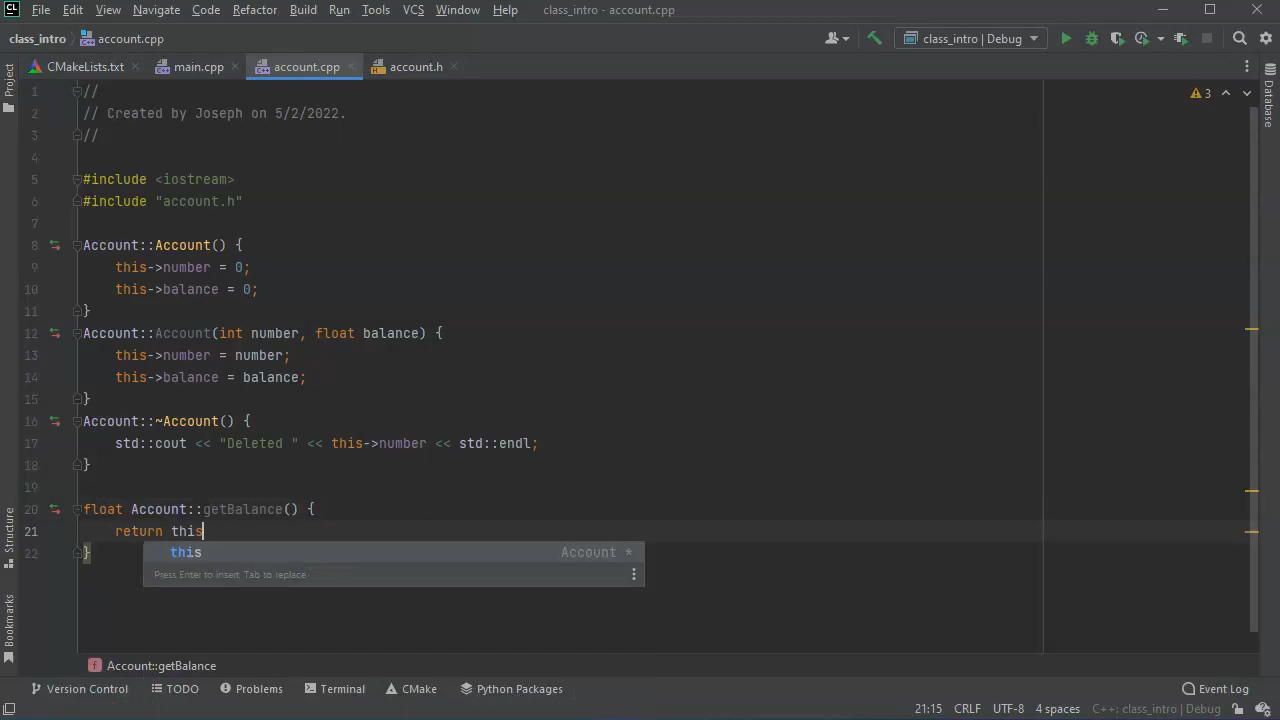 CL File Edit View Navigate Code Refactor Build Run Tools VCS Window Help class_intro - account.cpp
class_intro account.cpp class_intro | Debug
CMakeLists.txt main.cpp account.cpp account.h
Project
Database
Structure
Bookmarks
3
1 //
2 // Created by Joseph on 5/2/2022.
3 //
4
5 #include <iostream>
6 #include "account.h"
7
8 Account::Account() {
9 this->number = 0;
10 this->balance = 0;
11 }
12 Account::Account(int number, float balance) {
13 this->number = number;
14 this->balance = balance;
15 }
16 Account::~Account() {
17 std::cout << "Deleted " << this->number << std::endl;
18 }
19
20 float Account::getBalance() {
21 return this
22 }
this Account *
Press Enter to insert, Tab to replace
f Account::getBalance
Version Control TODO Problems Terminal CMake Python Packages Event Log
21:15 CRLF UTF-8 4 spaces C++: class_intro | Debug